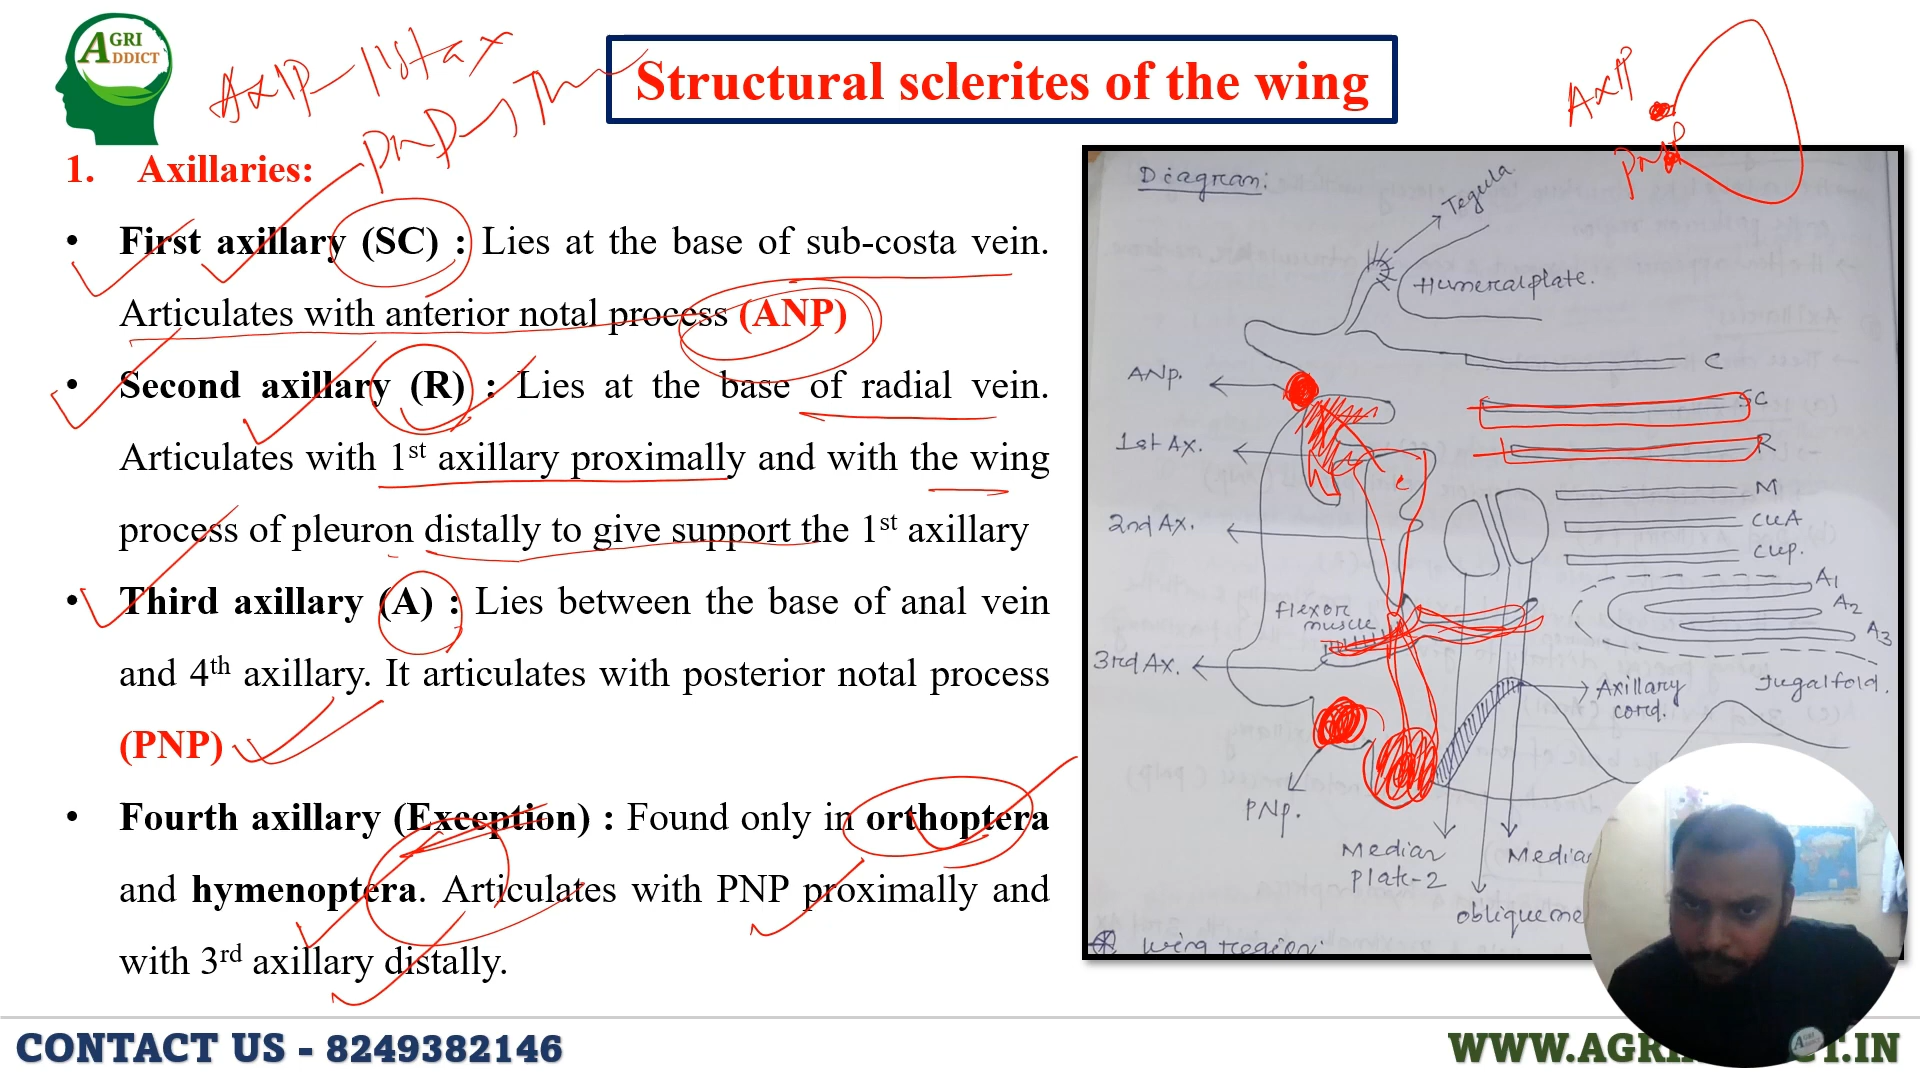 AGRI
ADDICT
Structural sclerites of the wing
1. Axillaries:
• First axillary (SC) : Lies at the base of sub-costa vein.
Articulates with anterior notal process (ANP)
• Second axillary (R) : Lies at the base of radial vein.
Articulates with 1st axillary proximally and with the wing
process of pleuron distally to give support the 1st axillary
• Third axillary (A) : Lies between the base of anal vein
and 4th axillary. It articulates with posterior notal process
(PNP)
• Fourth axillary (Exception) : Found only in orthoptera
and hymenoptera. Articulates with PNP proximally and
with 3rd axillary distally.
Diagram:
Tegula
Humeralplate.
C
ANp.
SC
1st Ax.
R
M
2nd Ax.
CUA
CUP.
A1
A2
A3
flexor
muscle
3rd Ax.
Axillary
cord.
Jugalfold.
PNp.
Median
plate-2
Median
oblique me
wing region:
CONTACT US - 8249382146